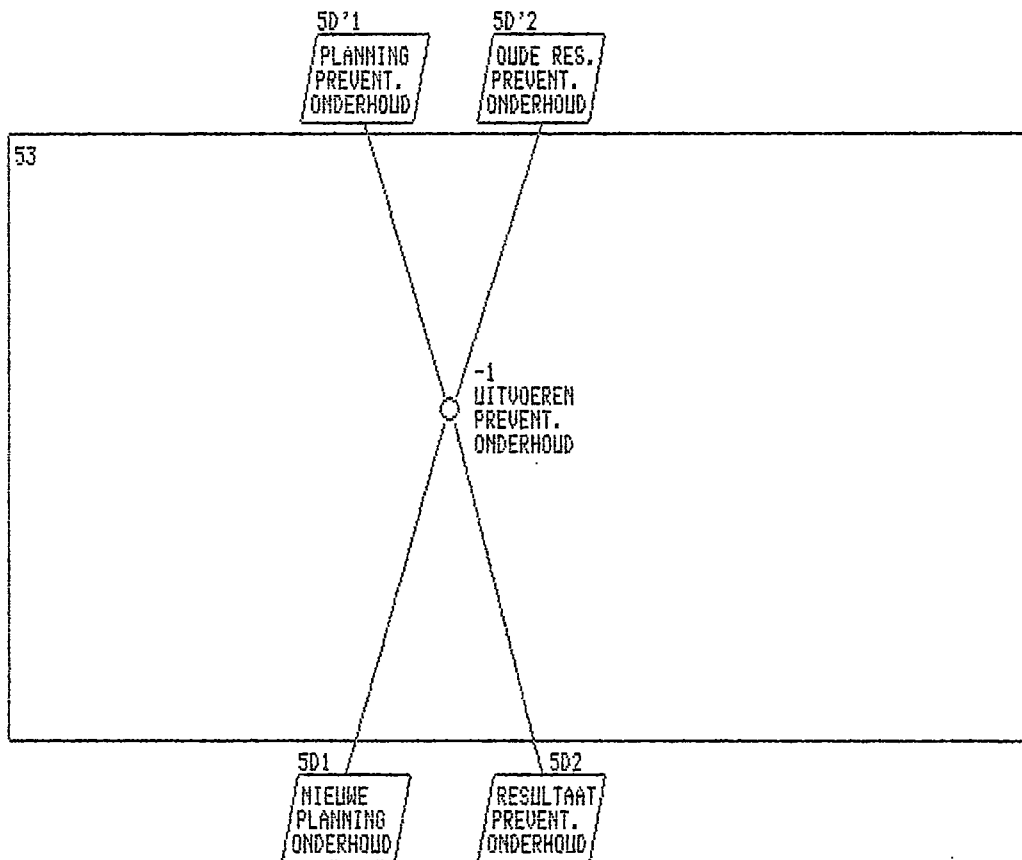 5D'1
PLANNING
PREVENT.
ONDERHOUD
5D'2
OUDE RES.
PREVENT.
ONDERHOUD
53
-1
UITVOEREN
PREVENT.
ONDERHOUD
5D1
NIEUWE
PLANNING
ONDERHOUD
5D2
RESULTAAT
PREVENT.
ONDERHOUD